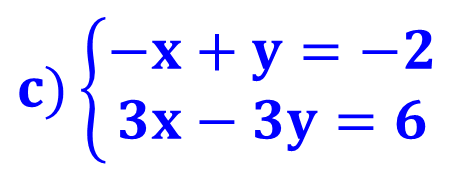 c) { −x + y = −2
3x − 3y = 6